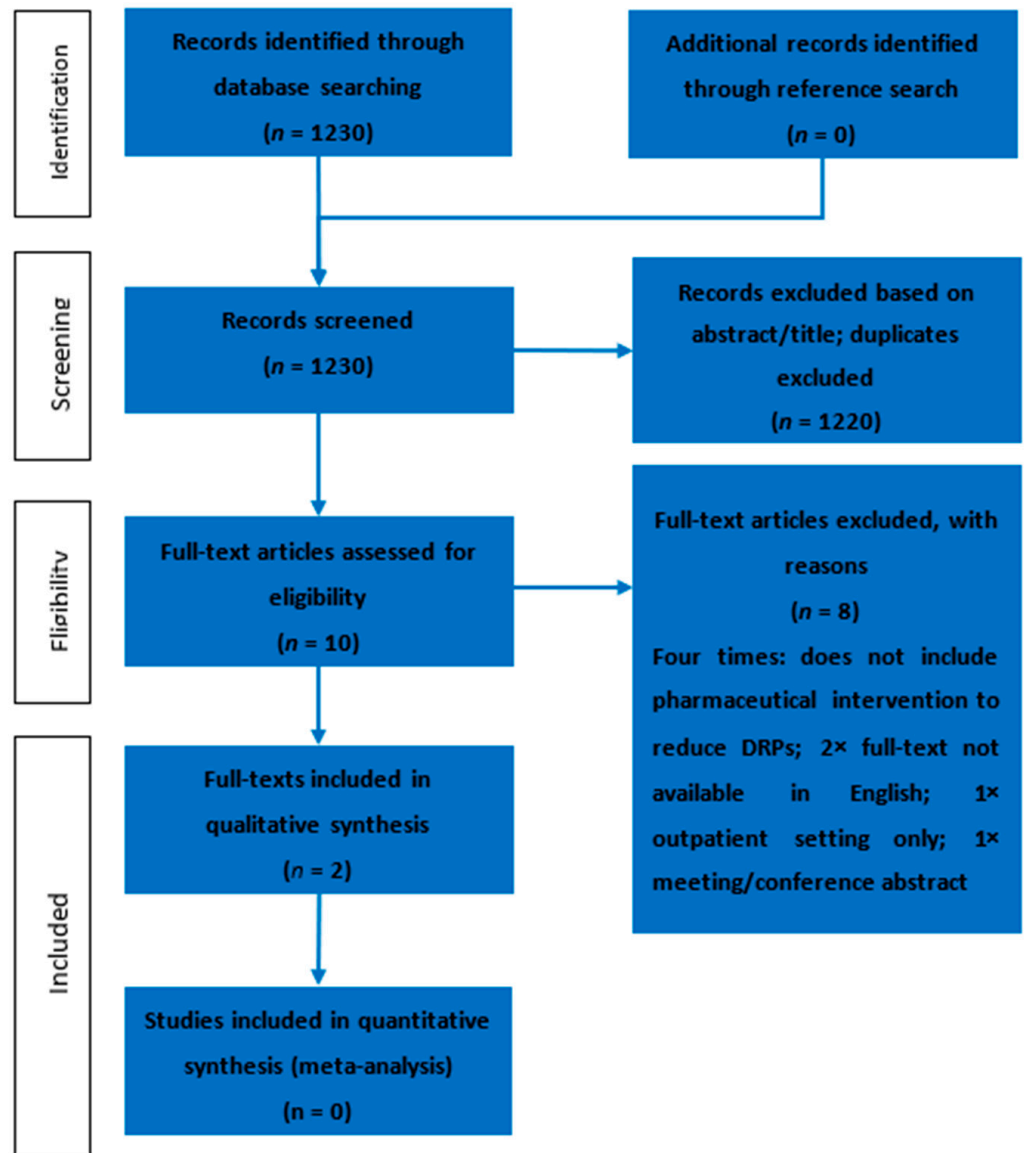 Identification
Records identified through
database searching
(n = 1230)
Additional records identified
through reference search
(n = 0)
Screening
Records screened
(n = 1230)
Records excluded based on
abstract/title; duplicates
excluded
(n = 1220)
Eligibility
Full-text articles assessed for
eligibility
(n = 10)
Full-text articles excluded, with
reasons
(n = 8)
Four times: does not include
pharmaceutical intervention to
reduce DRPs; 2× full-text not
available in English; 1×
outpatient setting only; 1×
meeting/conference abstract
Included
Full-texts included in
qualitative synthesis
(n = 2)
Studies included in quantitative
synthesis (meta-analysis)
(n = 0)